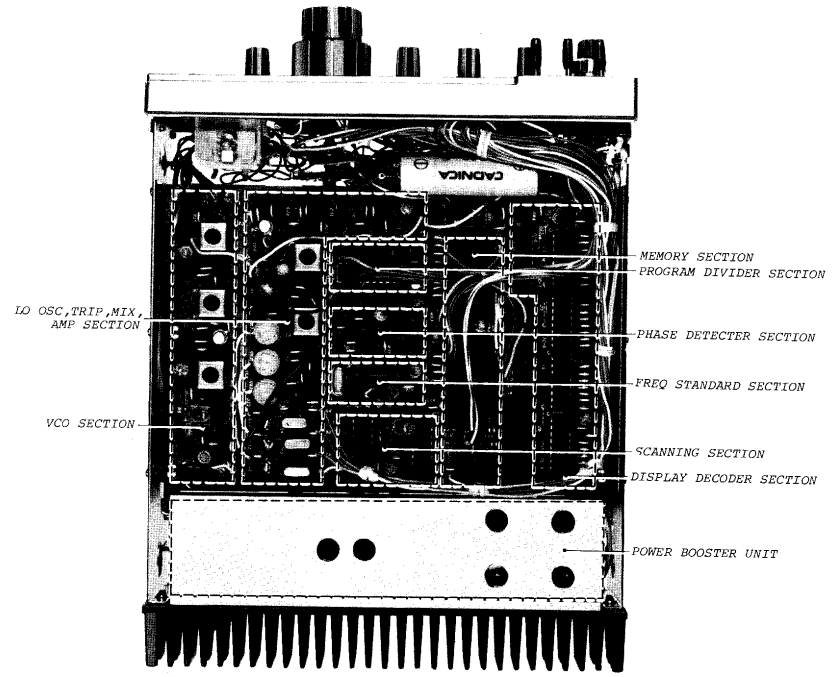 CADNICA
MEMORY SECTION
PROGRAM DIVIDER SECTION
LO OSC,TRIP,MIX,
AMP SECTION
PHASE DETECTER SECTION
FREQ STANDARD SECTION
VCO SECTION
SCANNING SECTION
DISPLAY DECODER SECTION
POWER BOOSTER UNIT